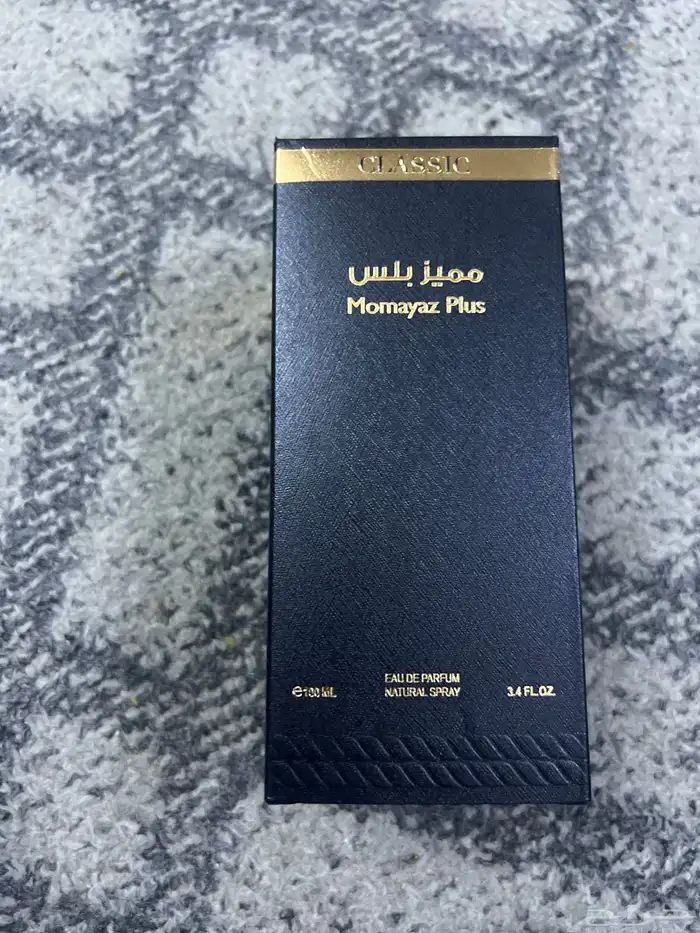 CLASSIC
مميز بلس
Momayaz Plus
EAU DE PARFUM
℮100 ML NATURAL SPRAY 3.4 FL.OZ.